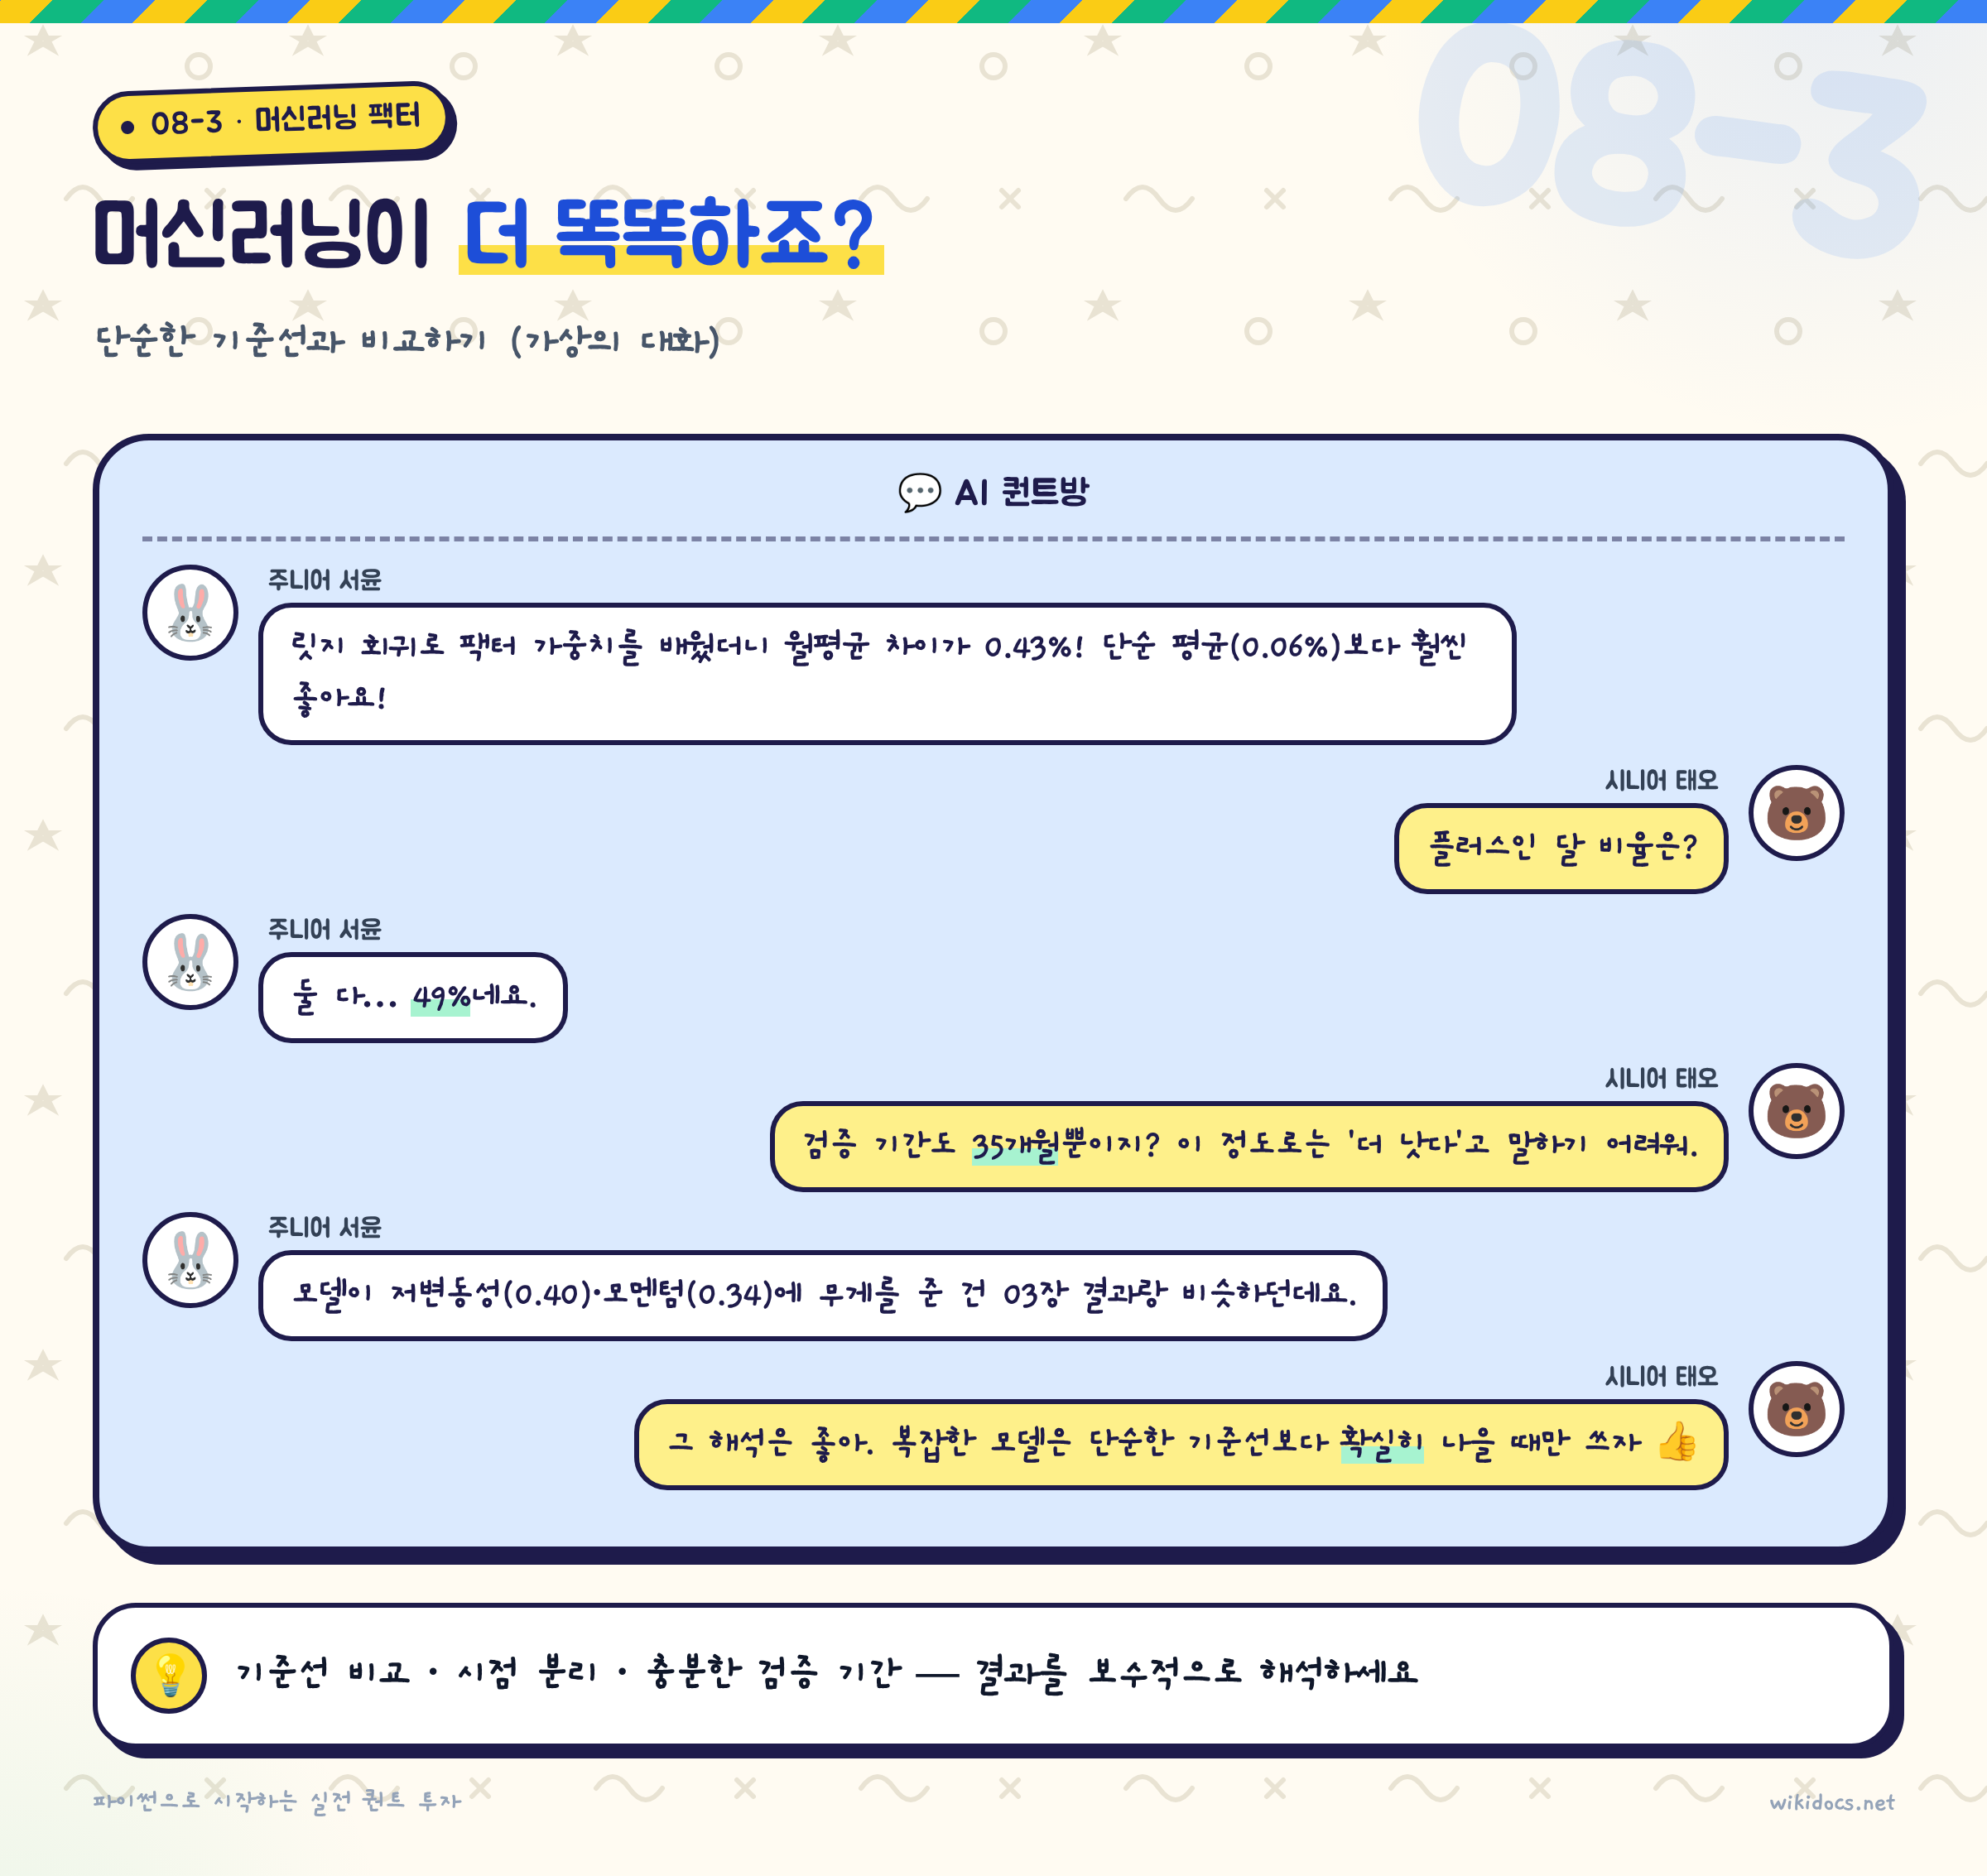 08-3
08-3 · 머신러닝 팩터
머신러닝이 더 똑똑하죠?
단순한 기준선과 비교하기 (가상의 대화)
AI 퀀트방
주니어 서윤
릿지 회귀로 팩터 가중치를 배웠더니 월평균 차이가 0.43%! 단순 평균(0.06%)보다 훨씬
좋아요!
시니어 태오
플러스인 달 비율은?
주니어 서윤
둘 다... 49%네요.
시니어 태오
검증 기간도 35개월뿐이지? 이 정도로는 '더 낫다'고 말하기 어려워.
주니어 서윤
모델이 저변동성(0.40)·모멘텀(0.34)에 무게를 준 건 03장 결과랑 비슷하던데요.
시니어 태오
그 해석은 좋아. 복잡한 모델은 단순한 기준선보다 확실히 나을 때만 쓰자 👍
기준선 비교 · 시점 분리 · 충분한 검증 기간 — 결과를 보수적으로 해석하세요
파이썬으로 시작하는 실전 퀀트 투자
wikidocs.net